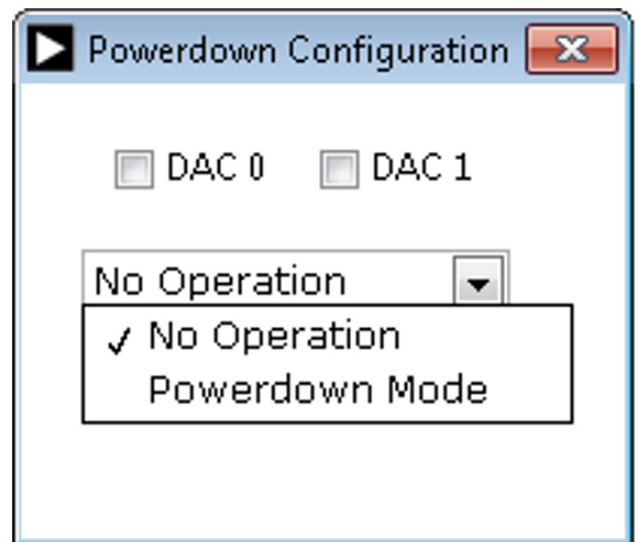 Powerdown Configuration
DAC 0 DAC 1
No Operation
✓ No Operation
Powerdown Mode